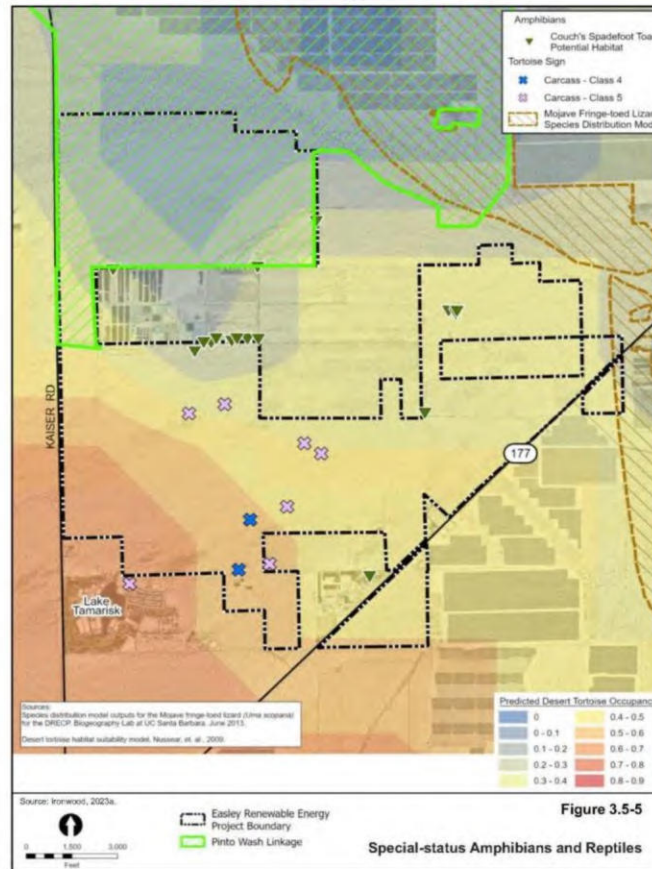 Amphibians
Couch's Spadefoot Toa
Potential Habitat
Tortoise Sign
Carcass - Class 4
Carcass - Class 5
Mojave Fringe-toed Lizard
Species Distribution Mod
KAISER RD
177
Lake
Tamarisk
Sources:
Species distribution model outputs for the Mojave fringe-toed lizard (Uma scoparia)
for the DRECP. Biogeography Lab at UC Santa Barbara. June 2013.
Desert tortoise habitat suitability model, Nussear, et. al., 2009.
Predicted Desert Tortoise Occupanc
0
0 - 0.1
0.1 - 0.2
0.2 - 0.3
0.3 - 0.4
0.4 - 0.5
0.5 - 0.6
0.6 - 0.7
0.7 - 0.8
0.8 - 0.9
Source: Ironwood, 2023a.
0 1,500 3,000
Feet
Easley Renewable Energy
Project Boundary
Pinto Wash Linkage
Figure 3.5-5
Special-status Amphibians and Reptiles